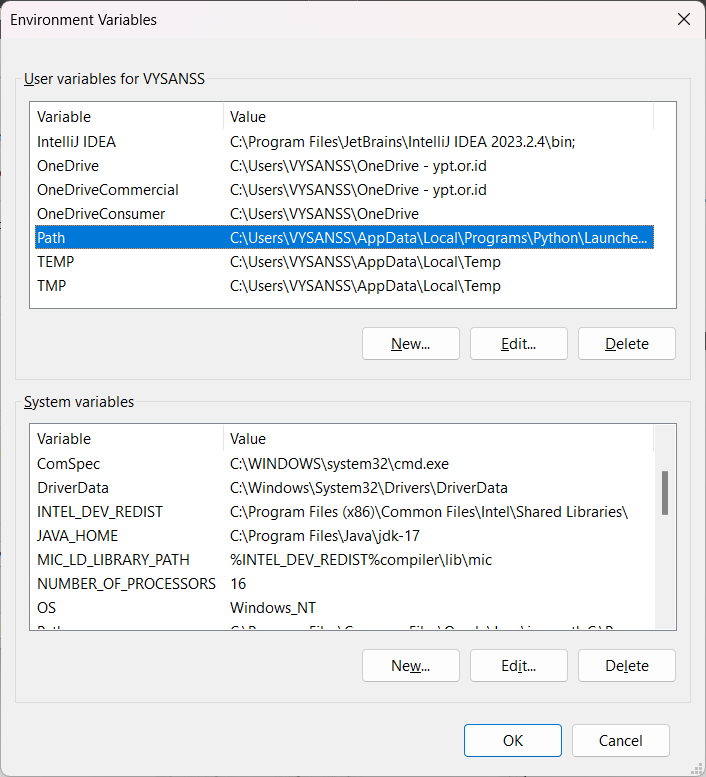 Environment Variables
User variables for VYSANSS
Variable Value
IntelliJ IDEA C:\Program Files\JetBrains\IntelliJ IDEA 2023.2.4\bin;
OneDrive C:\Users\VYSANSS\OneDrive - ypt.or.id
OneDriveCommercial C:\Users\VYSANSS\OneDrive - ypt.or.id
OneDriveConsumer C:\Users\VYSANSS\OneDrive
Path C:\Users\VYSANSS\AppData\Local\Programs\Python\Launche...
TEMP C:\Users\VYSANSS\AppData\Local\Temp
TMP C:\Users\VYSANSS\AppData\Local\Temp
New... Edit... Delete
System variables
Variable Value
ComSpec C:\WINDOWS\system32\cmd.exe
DriverData C:\Windows\System32\Drivers\DriverData
INTEL_DEV_REDIST C:\Program Files (x86)\Common Files\Intel\Shared Libraries\
JAVA_HOME C:\Program Files\Java\jdk-17
MIC_LD_LIBRARY_PATH %INTEL_DEV_REDIST%compiler\lib\mic
NUMBER_OF_PROCESSORS 16
OS Windows_NT
New... Edit... Delete
OK Cancel